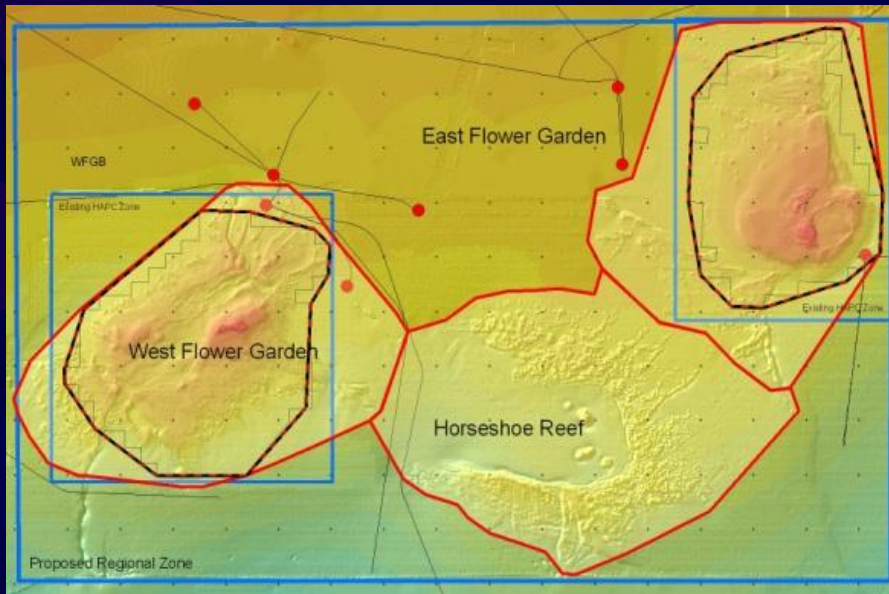 East Flower Garden
WFGB
Existing HAPC Zone
Existing HAPC Zone
West Flower Garden
Horseshoe Reef
Proposed Regional Zone